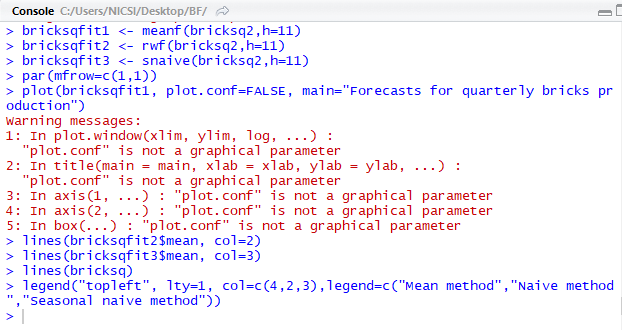 Console C:/Users/NICSI/Desktop/BF/
> bricksqfit1 <- meanf(bricksq2,h=11)
> bricksqfit2 <- rwf(bricksq2,h=11)
> bricksqfit3 <- snaive(bricksq2,h=11)
> par(mfrow=c(1,1))
> plot(bricksqfit1, plot.conf=FALSE, main="Forecasts for quarterly bricks pr
oduction")
Warning messages:
1: In plot.window(xlim, ylim, log, ...) :
  "plot.conf" is not a graphical parameter
2: In title(main = main, xlab = xlab, ylab = ylab, ...) :
  "plot.conf" is not a graphical parameter
3: In axis(1, ...) : "plot.conf" is not a graphical parameter
4: In axis(2, ...) : "plot.conf" is not a graphical parameter
5: In box(...) : "plot.conf" is not a graphical parameter
> lines(bricksqfit2$mean, col=2)
> lines(bricksqfit3$mean, col=3)
> lines(bricksq)
> legend("topleft", lty=1, col=c(4,2,3),legend=c("Mean method","Naive method
","Seasonal naive method"))
>